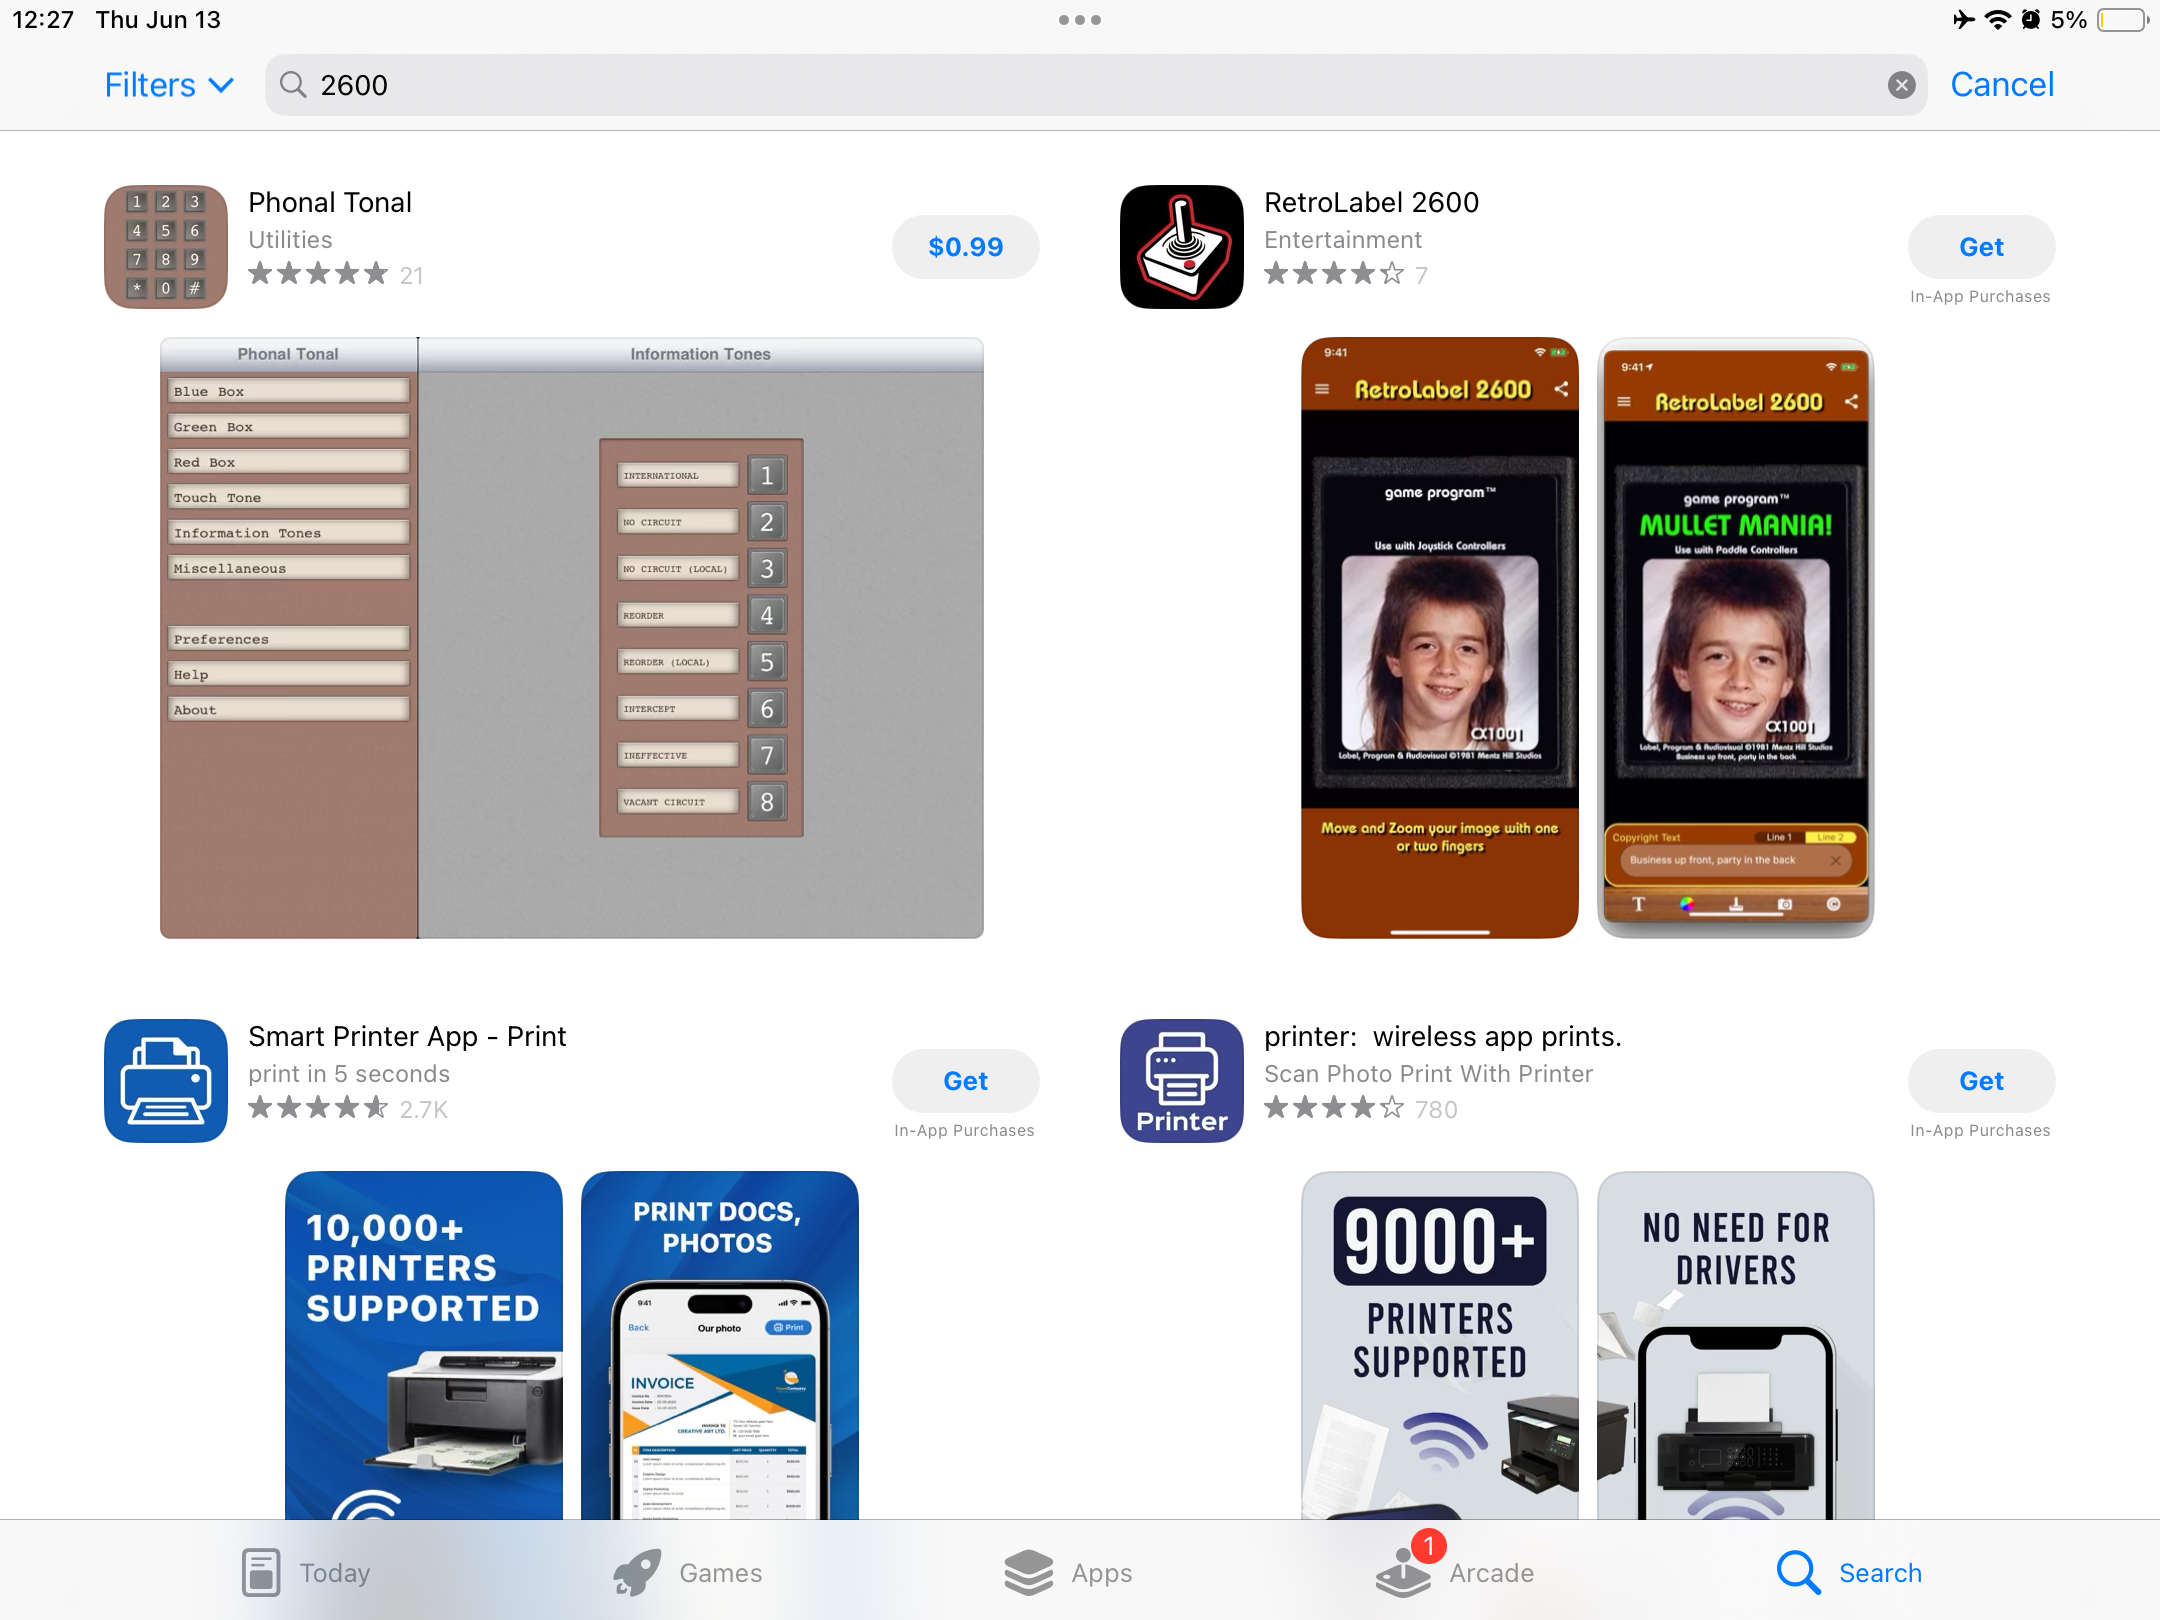 12:27 Thu Jun 13
5%
Filters
2600
Cancel
1 2 3
4 5 6
7 8 9
* 0 #
Phonal Tonal
Utilities
21
$0.99
RetroLabel 2600
Entertainment
7
Get
In-App Purchases
Phonal Tonal
Blue Box
Green Box
Red Box
Touch Tone
Information Tones
Miscellaneous
Preferences
Help
About
Information Tones
INTERNATIONAL 1
NO CIRCUIT 2
NO CIRCUIT (LOCAL) 3
REORDER 4
REORDER (LOCAL) 5
INTERCEPT 6
INEFFECTIVE 7
VACANT CIRCUIT 8
9:41
RetroLabel 2600
game program™
Use with Joystick Controllers
CX1001
Label, Program & Audiovisual ©1981 Mentz Hill Studios
Move and Zoom your image with one
or two fingers
9:41
RetroLabel 2600
game program™
MULLET MANIA!
Use with Paddle Controllers
CX1001
Label, Program & Audiovisual ©1981 Mentz Hill Studios
Business up front, party in the back
Copyright Text Line 1 Line 2
Business up front, party in the back
T
Smart Printer App - Print
print in 5 seconds
2.7K
Get
In-App Purchases
Printer
printer: wireless app prints.
Scan Photo Print With Printer
780
Get
In-App Purchases
10,000+
PRINTERS
SUPPORTED
PRINT DOCS,
PHOTOS
9:41
Back Our photo Print
INVOICE
INVOICE TO
CREATIVE ART LTD.
9000+
PRINTERS
SUPPORTED
NO NEED FOR
DRIVERS
Today
Games
Apps
1
Arcade
Search